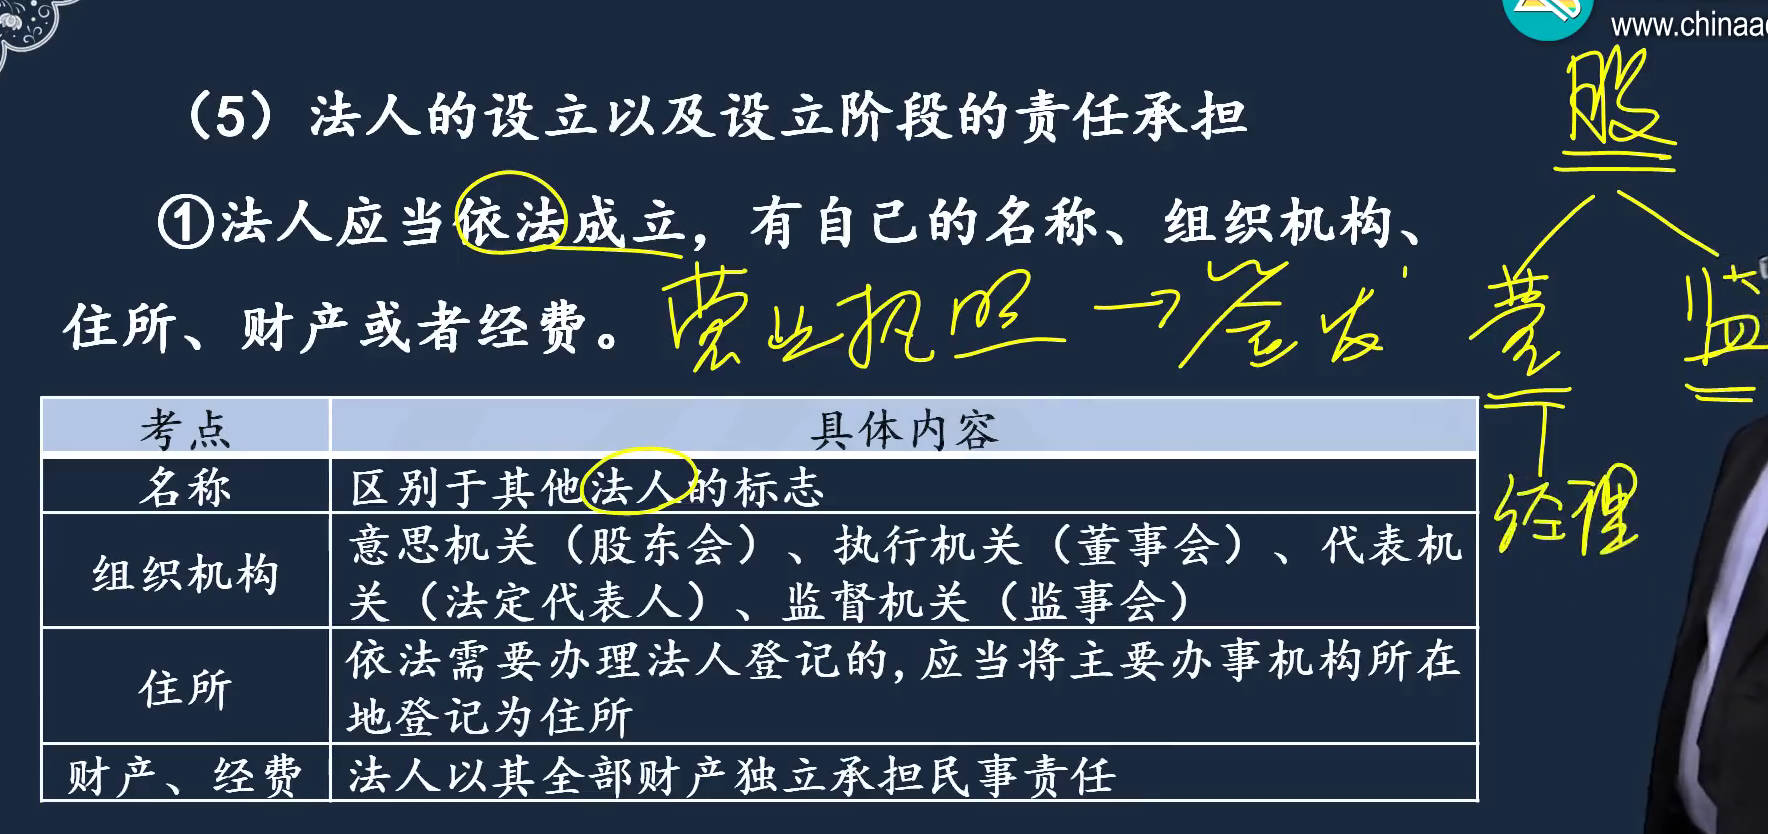 www.chinaa
（5）法人的设立以及设立阶段的责任承担
①法人应当依法成立，有自己的名称、组织机构、
住所、财产或者经费。
营业执照→签发
股
董 监
经理
考点 具体内容
名称 区别于其他法人的标志
组织机构 意思机关（股东会）、执行机关（董事会）、代表机
关（法定代表人）、监督机关（监事会）
住所 依法需要办理法人登记的,应当将主要办事机构所在
地登记为住所
财产、经费 法人以其全部财产独立承担民事责任